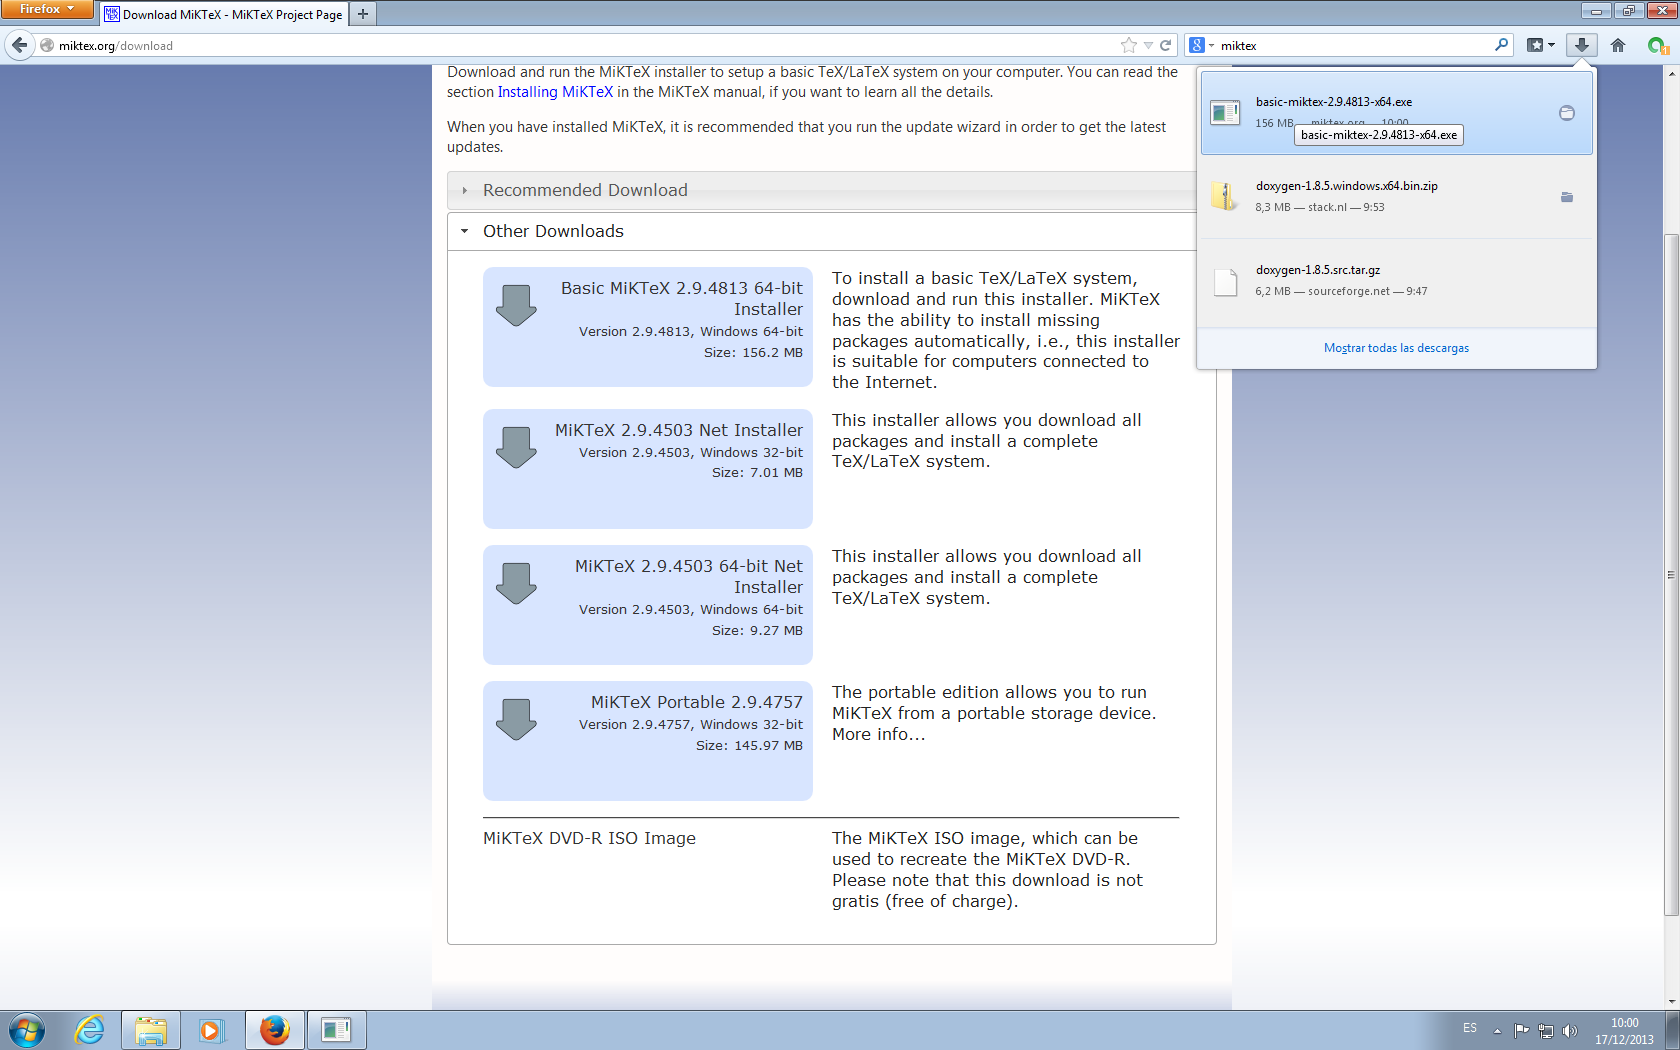 Firefox
Download MiKTeX - MiKTeX Project Page
miktex.org/download
miktex
Download and run the MiKTeX installer to setup a basic TeX/LaTeX system on your computer. You can read the
section Installing MiKTeX in the MiKTeX manual, if you want to learn all the details.
When you have installed MiKTeX, it is recommended that you run the update wizard in order to get the latest
updates.
Recommended Download
Other Downloads
Basic MiKTeX 2.9.4813 64-bit
Installer
Version 2.9.4813, Windows 64-bit
Size: 156.2 MB
To install a basic TeX/LaTeX system,
download and run this installer. MiKTeX
has the ability to install missing
packages automatically, i.e., this installer
is suitable for computers connected to
the Internet.
MiKTeX 2.9.4503 Net Installer
Version 2.9.4503, Windows 32-bit
Size: 7.01 MB
This installer allows you download all
packages and install a complete
TeX/LaTeX system.
MiKTeX 2.9.4503 64-bit Net
Installer
Version 2.9.4503, Windows 64-bit
Size: 9.27 MB
This installer allows you download all
packages and install a complete
TeX/LaTeX system.
MiKTeX Portable 2.9.4757
Version 2.9.4757, Windows 32-bit
Size: 145.97 MB
The portable edition allows you to run
MiKTeX from a portable storage device.
More info...
MiKTeX DVD-R ISO Image
The MiKTeX ISO image, which can be
used to recreate the MiKTeX DVD-R.
Please note that this download is not
gratis (free of charge).
basic-miktex-2.9.4813-x64.exe
156 MB — miktex.org — 10:00
basic-miktex-2.9.4813-x64.exe
doxygen-1.8.5.windows.x64.bin.zip
8,3 MB — stack.nl — 9:53
doxygen-1.8.5.src.tar.gz
6,2 MB — sourceforge.net — 9:47
Mostrar todas las descargas
ES
10:00
17/12/2013